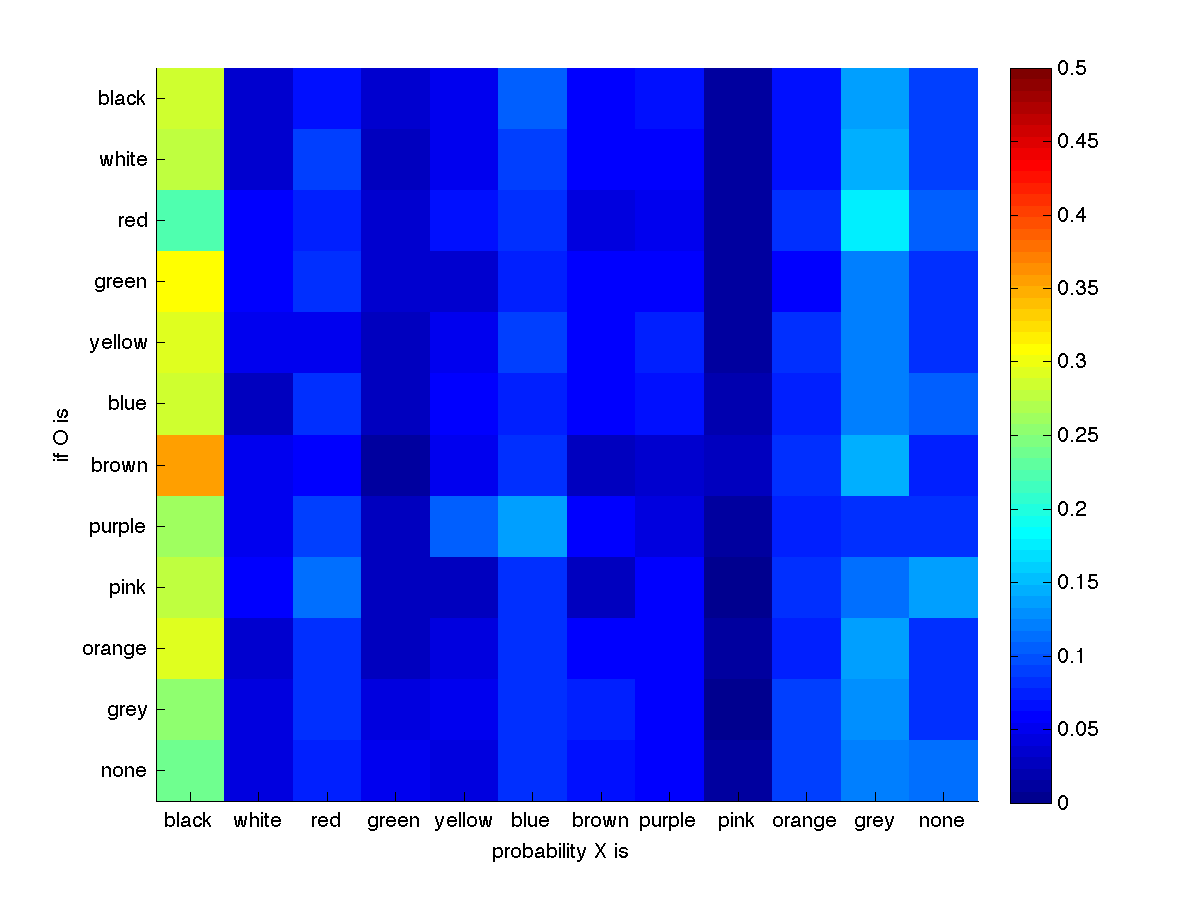 if O is
black
white
red
green
yellow
blue
brown
purple
pink
orange
grey
none
black white red green yellow blue brown purple pink orange grey none
probability X is
0.5
0.45
0.4
0.35
0.3
0.25
0.2
0.15
0.1
0.05
0